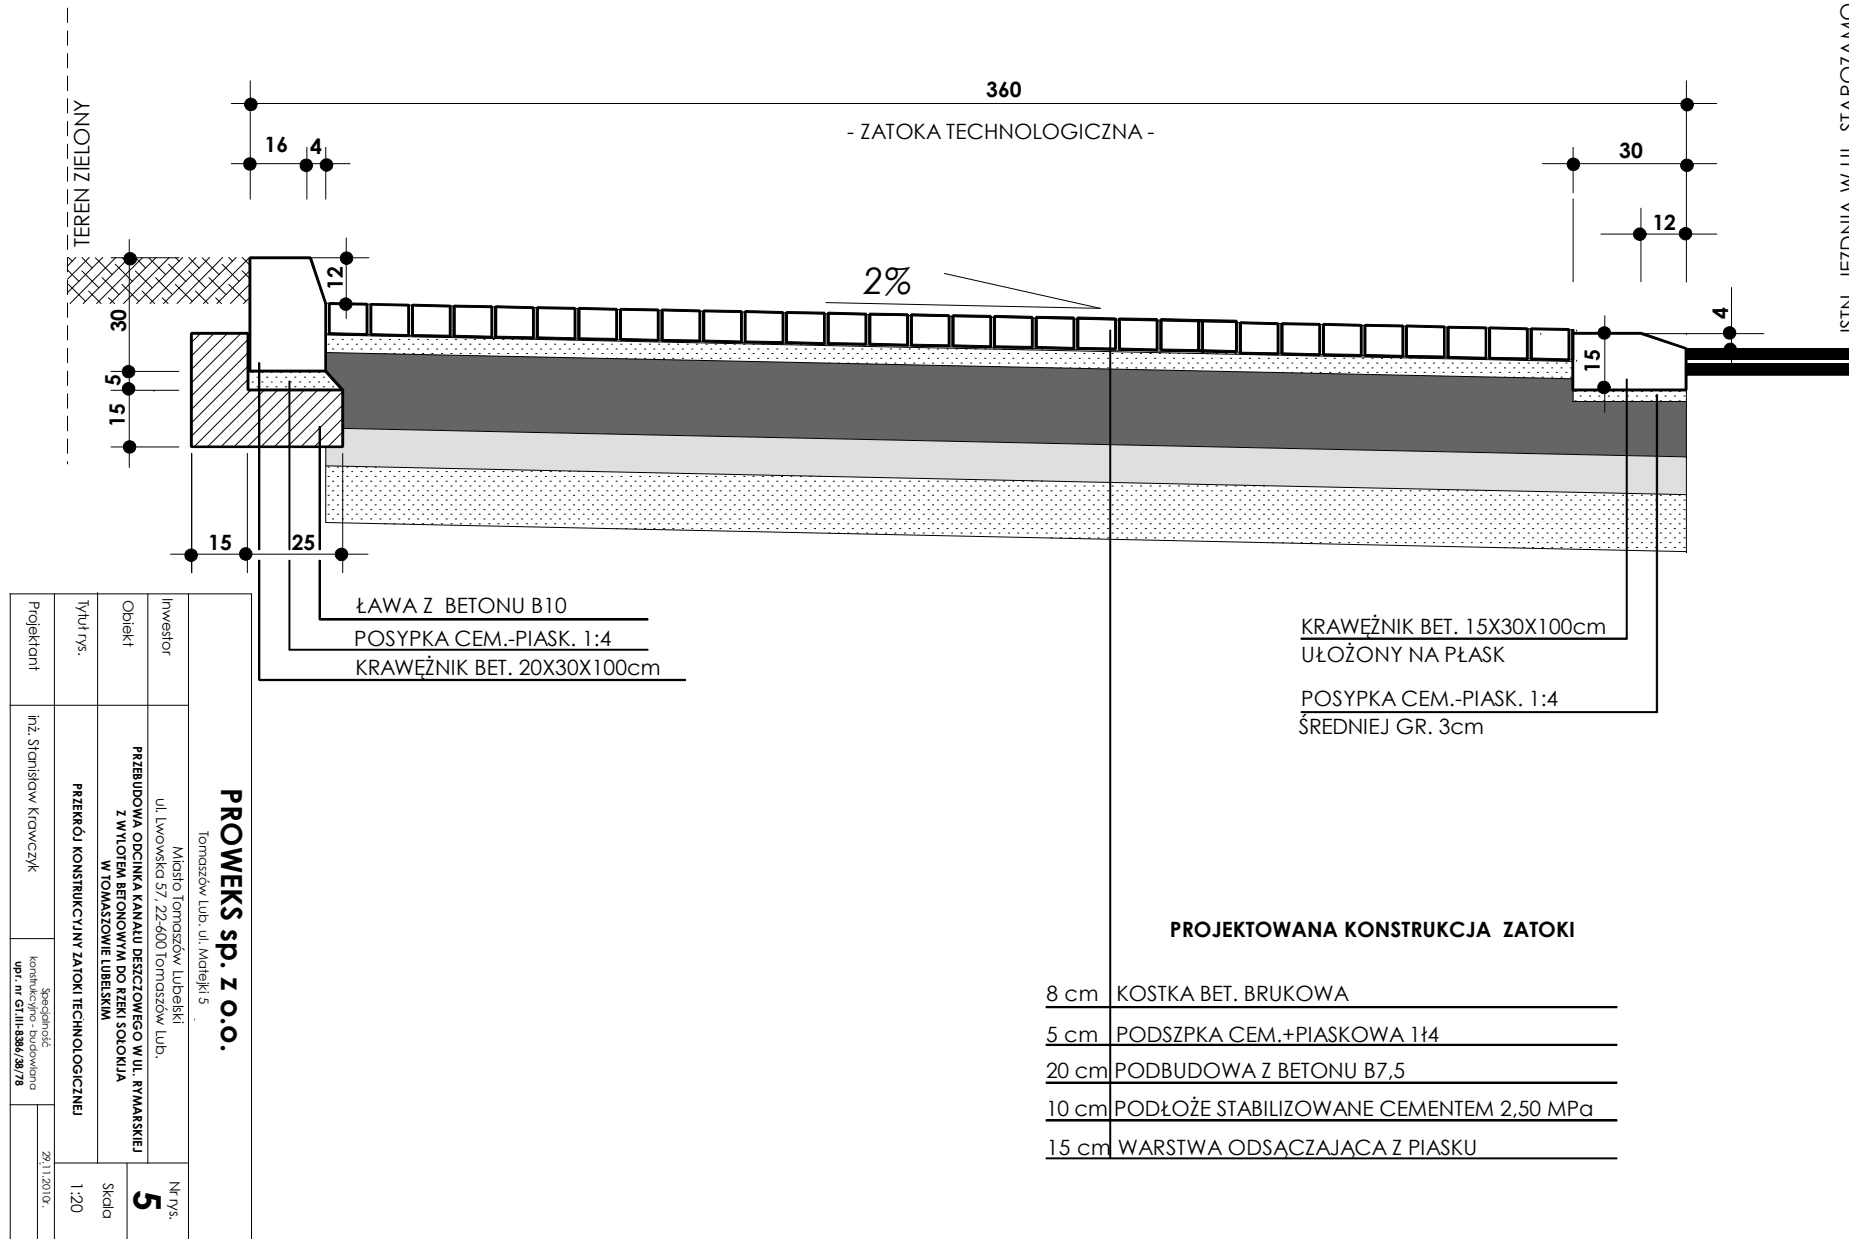 360
- ZATOKA TECHNOLOGICZNA -
16
4
30
12
TEREN ZIELONY
12
2%
4
15
30
5
15
15
25
ŁAWA Z BETONU B10
POSYPKA CEM.-PIASK. 1:4
KRAWĘŻNIK BET. 20X30X100cm
KRAWĘŻNIK BET. 15X30X100cm
UŁOŻONY NA PŁASK
POSYPKA CEM.-PIASK. 1:4
ŚREDNIEJ GR. 3cm
PROJEKTOWANA KONSTRUKCJA ZATOKI
8 cm KOSTKA BET. BRUKOWA
5 cm PODSZPKA CEM.+PIASKOWA 1ł4
20 cm PODBUDOWA Z BETONU B7,5
10 cm PODŁOŻE STABILIZOWANE CEMENTEM 2,50 MPa
15 cm WARSTWA ODSĄCZAJĄCA Z PIASKU
ISTN. JEZDNIA W UL. STAROZAMO
PROWEKS sp. z o.o.
Tomaszów Lub. ul. Matejki 5
Inwestor
Miasto Tomaszów Lubelski
ul. Lwowska 57, 22-600 Tomaszów Lub.
Nr rys.
5
Obiekt
PRZEBUDOWA ODCINKA KANAŁU DESZCZOWEGO W UL. RYMARSKIEJ
Z WYLOTEM BETONOWYM DO RZEKI SOŁOKIJA
W TOMASZOWIE LUBELSKIM
Skala
1:20
Tytuł rys.
PRZEKRÓJ KONSTRUKCYJNY ZATOKI TECHNOLOGICZNEJ
Projektant
inż. Stanisław Krawczyk
Specjalność
konstrukcyjno - budowlana
upr. nr GT.III-8386/38/78
29.11.2010r.